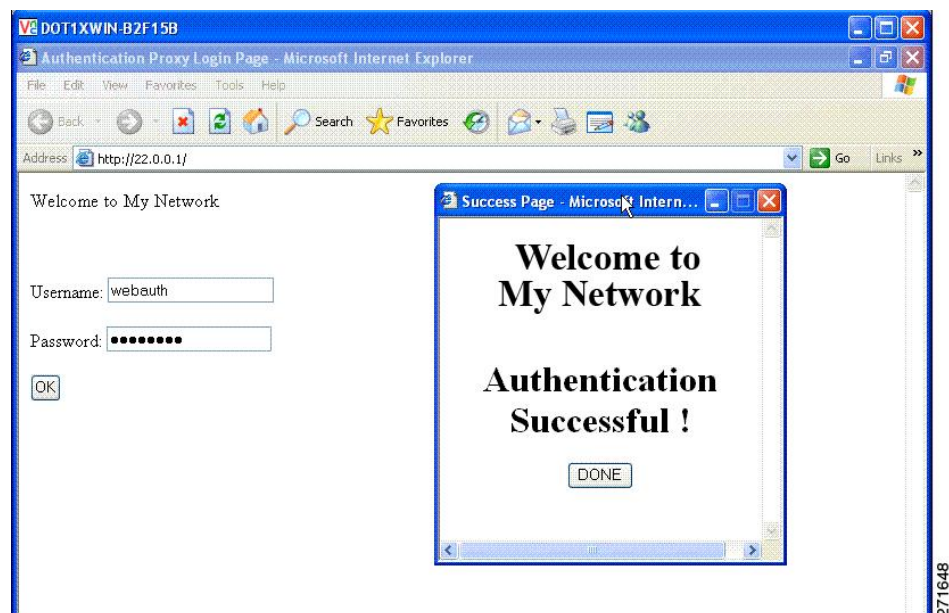 DOT1XWIN-B2F15B
Authentication Proxy Login Page - Microsoft Internet Explorer
File Edit View Favorites Tools Help
Back Search Favorites
Address http://22.0.0.1/ Go Links »
Welcome to My Network
Username: webauth
Password: ••••••••
OK
Success Page - Microsoft Intern...
Welcome to
My Network
Authentication
Successful !
DONE
271648